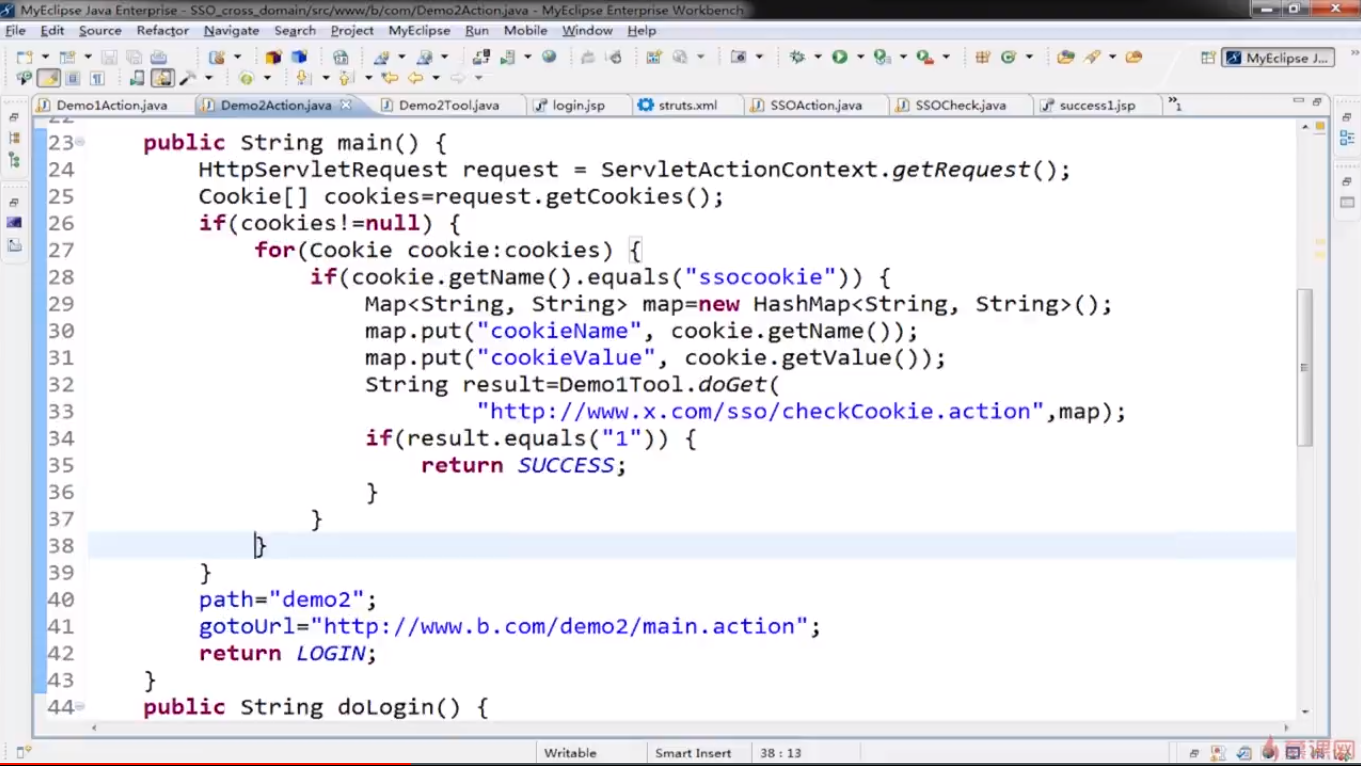 MyEclipse Java Enterprise - SSO_cross_domain/src/www/b/com/Demo2Action.java - MyEclipse Enterprise Workbench
File Edit Source Refactor Navigate Search Project MyEclipse Run Mobile Window Help
MyEclipse J...
Demo1Action.java Demo2Action.java Demo2Tool.java login.jsp struts.xml SSOAction.java SSOCheck.java success1.jsp »1
22
23 public String main() {
24 HttpServletRequest request = ServletActionContext.getRequest();
25 Cookie[] cookies=request.getCookies();
26 if(cookies!=null) {
27 for(Cookie cookie:cookies) {
28 if(cookie.getName().equals("ssocookie")) {
29 Map<String, String> map=new HashMap<String, String>();
30 map.put("cookieName", cookie.getName());
31 map.put("cookieValue", cookie.getValue());
32 String result=Demo1Tool.doGet(
33 "http://www.x.com/sso/checkCookie.action",map);
34 if(result.equals("1")) {
35 return SUCCESS;
36 }
37 }
38 }
39 }
40 path="demo2";
41 gotoUrl="http://www.b.com/demo2/main.action";
42 return LOGIN;
43 }
44 public String doLogin() {
Writable Smart Insert 38 : 13
慕课网